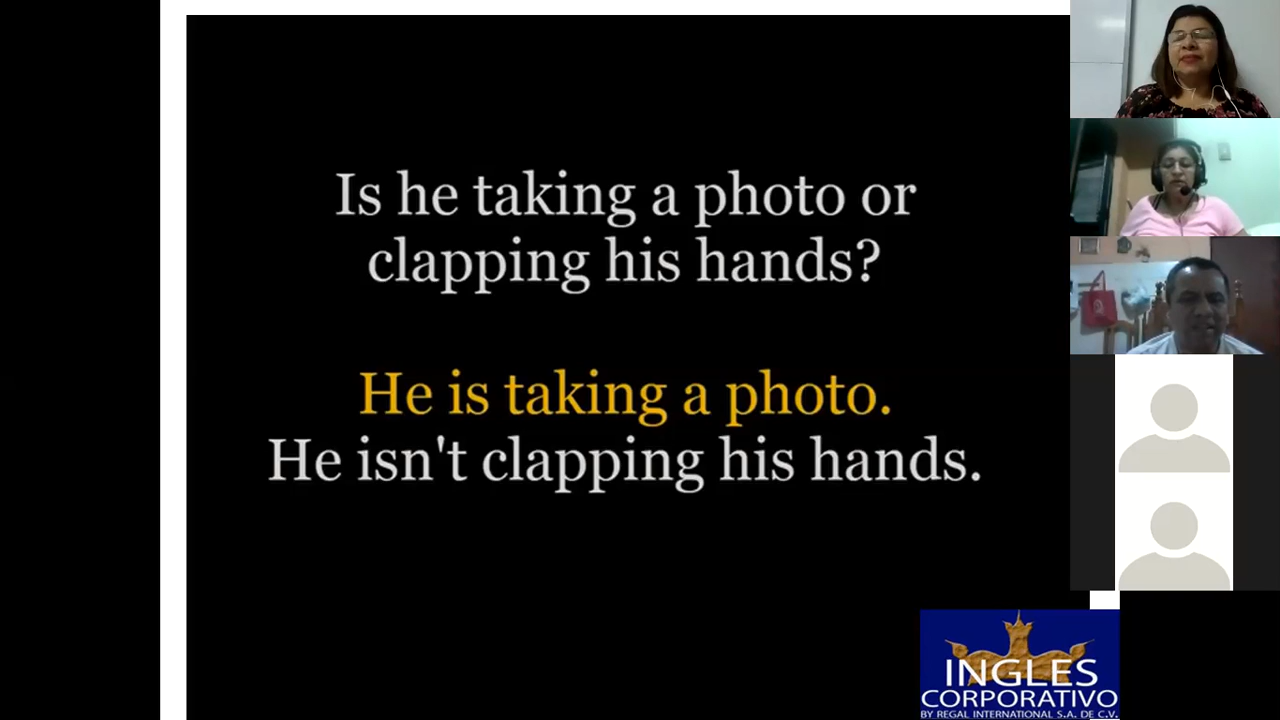 Is he taking a photo or
clapping his hands?
He is taking a photo.
He isn't clapping his hands.
INGLES
CORPORATIVO
BY REGAL INTERNATIONAL S.A. DE C.V.